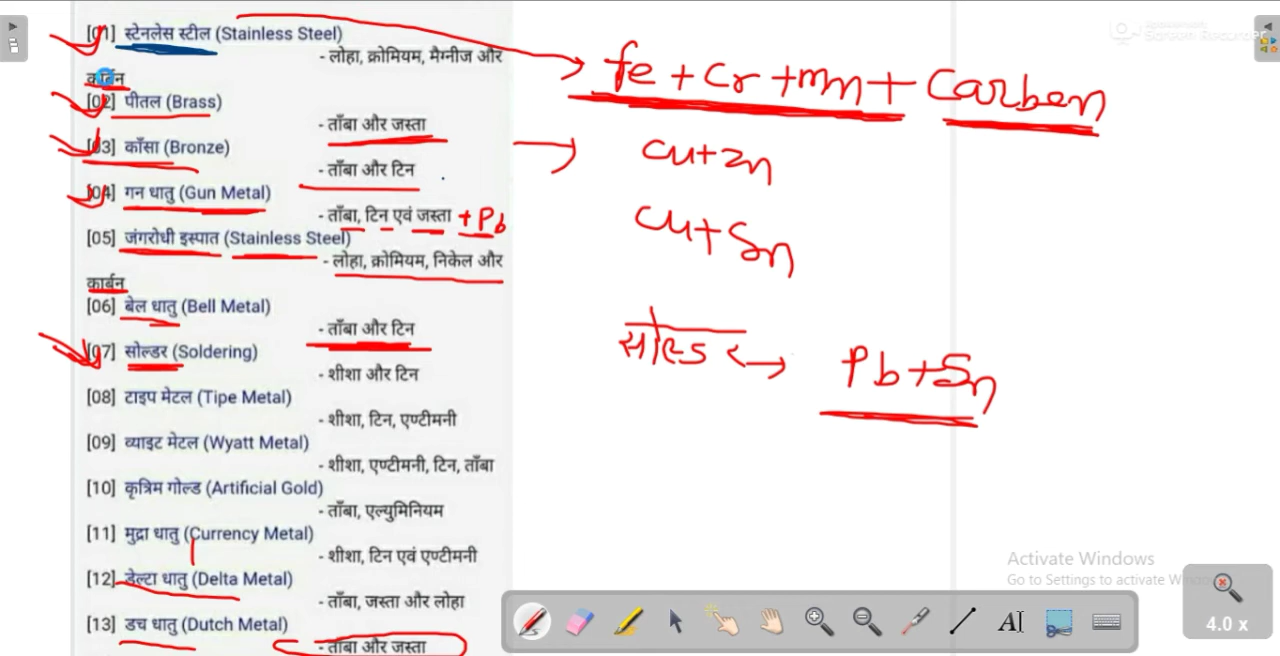 [01] स्टेनलेस स्टील (Stainless Steel)
- लोहा, क्रोमियम, मैग्नीज और
कार्बन
[02] पीतल (Brass)
- ताँबा और जस्ता
[03] काँसा (Bronze)
- ताँबा और टिन
[04] गन धातु (Gun Metal)
- ताँबा, टिन एवं जस्ता + Pb
[05] जंगरोधी इस्पात (Stainless Steel)
- लोहा, क्रोमियम, निकेल और
कार्बन
[06] बेल धातु (Bell Metal)
- ताँबा और टिन
[07] सोल्डर (Soldering)
- शीशा और टिन
[08] टाइप मेटल (Tipe Metal)
- शीशा, टिन, एण्टीमनी
[09] व्याइट मेटल (Wyatt Metal)
- शीशा, एण्टीमनी, टिन, ताँबा
[10] कृत्रिम गोल्ड (Artificial Gold)
- ताँबा, एल्युमिनियम
[11] मुद्रा धातु (Currency Metal)
- शीशा, टिन एवं एण्टीमनी
[12] डेल्टा धातु (Delta Metal)
- ताँबा, जस्ता और लोहा
[13] डच धातु (Dutch Metal)
- ताँबा और जस्ता
fe + Cr + mn + Carben
Cu + Zn
Cu + Sn
सोल्डर → Pb + Sn
Screen Recorder
Activate Windows
Go to Settings to activate
AI
4.0 x